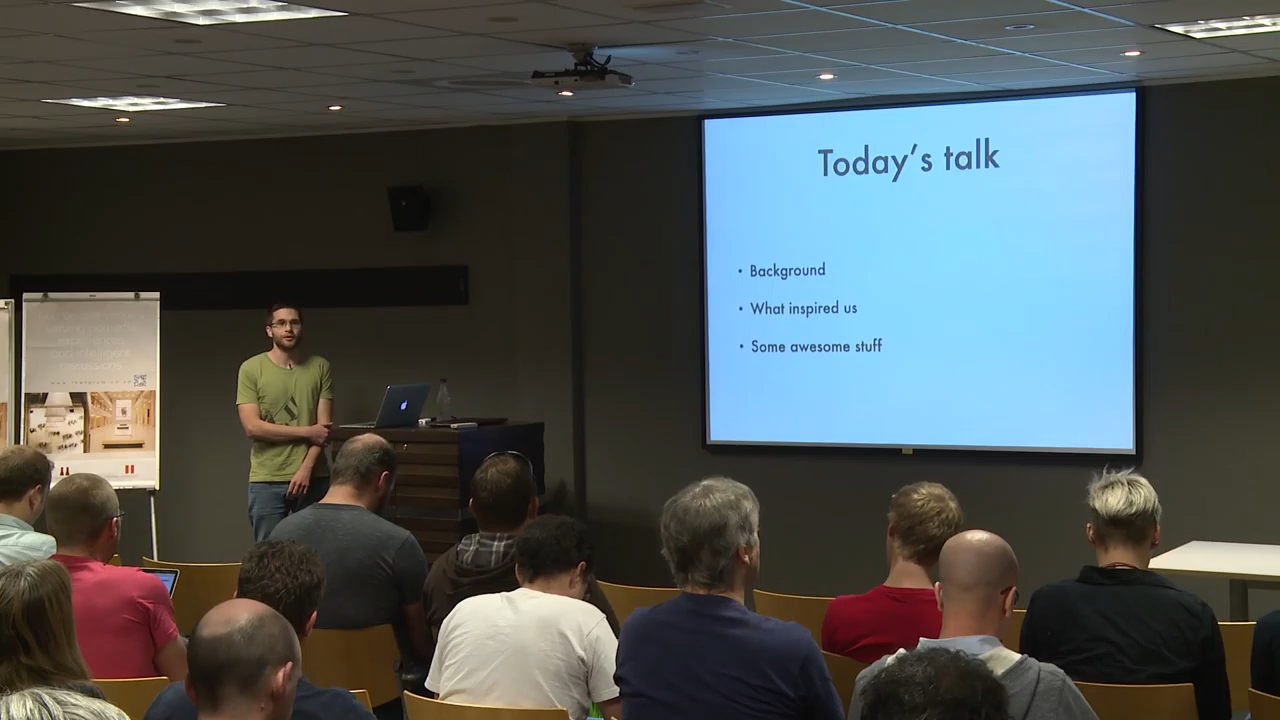 Today's talk
• Background
• What inspired us
• Some awesome stuff